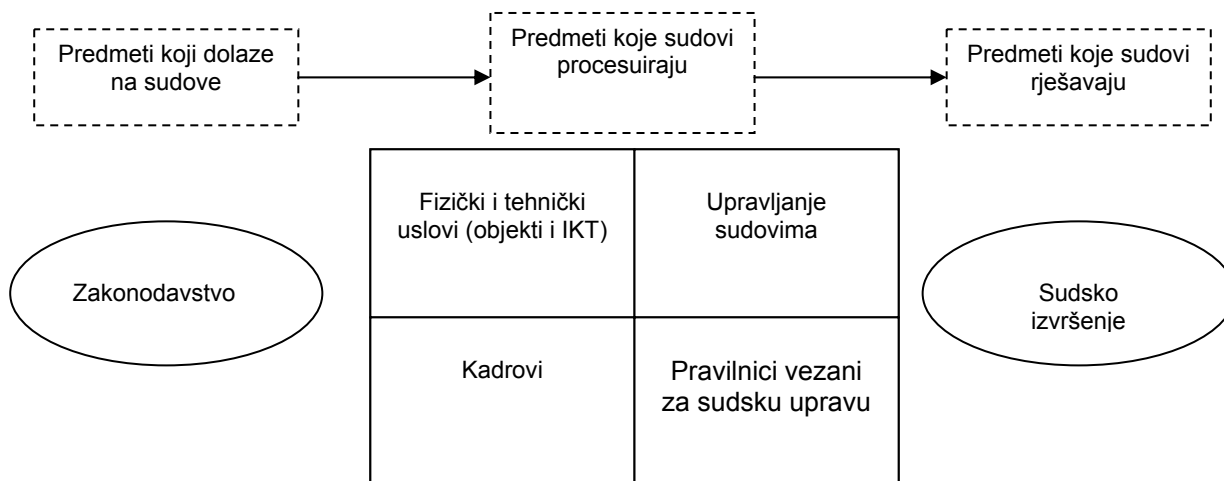 Predmeti koji dolaze
na sudove
Predmeti koje sudovi
procesuiraju
Predmeti koje sudovi
rješavaju
Fizički i tehnički
uslovi (objekti i IKT)
Upravljanje
sudovima
Zakonodavstvo
Sudsko
izvršenje
Kadrovi
Pravilnici vezani
za sudsku upravu